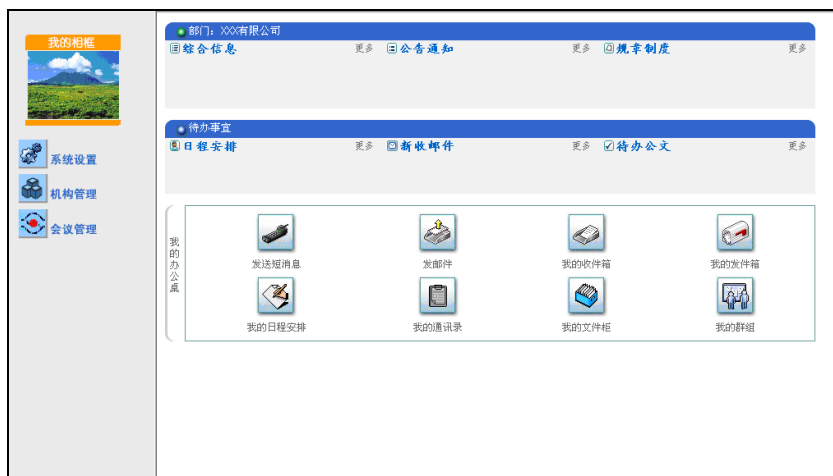 我的相框
系统设置
机构管理
会议管理
部门：XXX有限公司
综合信息 更多 公告通知 更多 规章制度 更多
待办事宜
日程安排 更多 新收邮件 更多 待办公文 更多
我的办公桌
发送短消息 发邮件 我的收件箱 我的发件箱
我的日程安排 我的通讯录 我的文件柜 我的群组